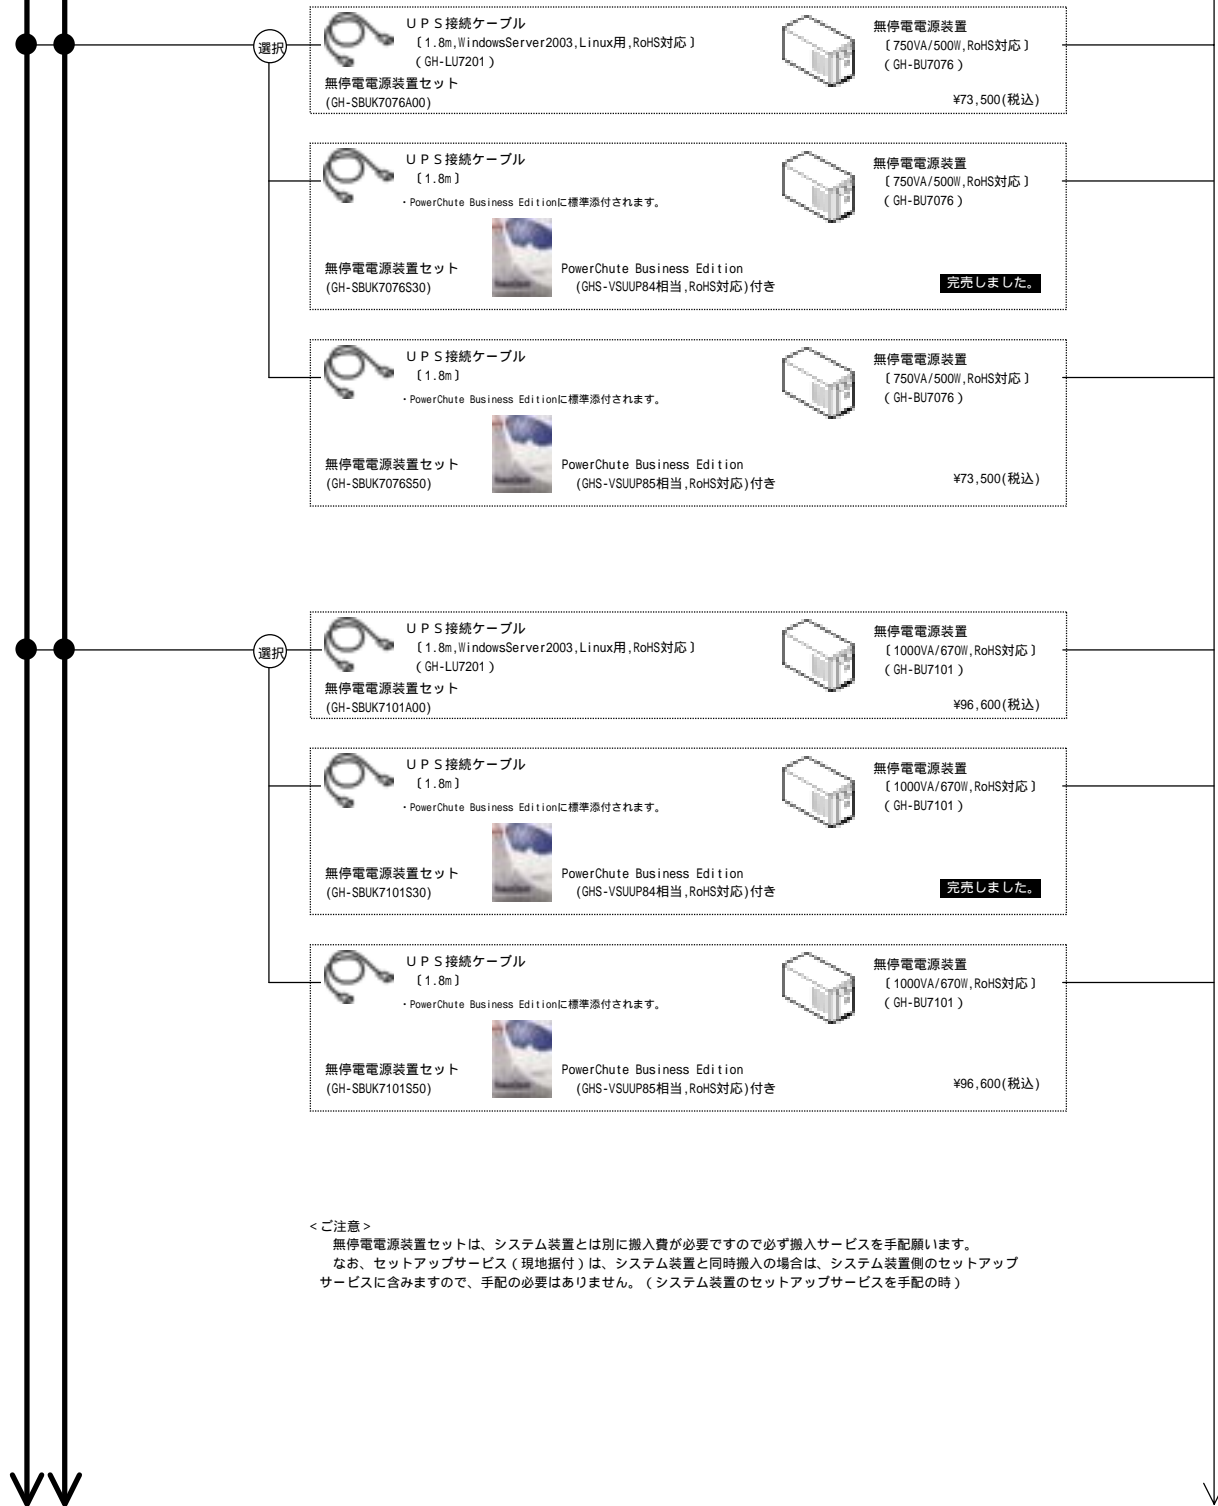 選択
ＵＰＳ接続ケーブル
〔1.8m,WindowsServer2003,Linux用,RoHS対応〕
（GH-LU7201）
無停電電源装置セット
(GH-SBUK7076A00)
無停電電源装置
〔750VA/500W,RoHS対応〕
（GH-BU7076）
¥73,500(税込)
ＵＰＳ接続ケーブル
〔1.8m〕
・PowerChute Business Editionに標準添付されます。
無停電電源装置セット
(GH-SBUK7076S30)
PowerChute Business Edition
(GHS-VSUUP84相当,RoHS対応)付き
無停電電源装置
〔750VA/500W,RoHS対応〕
（GH-BU7076）
完売しました。
ＵＰＳ接続ケーブル
〔1.8m〕
・PowerChute Business Editionに標準添付されます。
無停電電源装置セット
(GH-SBUK7076S50)
PowerChute Business Edition
(GHS-VSUUP85相当,RoHS対応)付き
無停電電源装置
〔750VA/500W,RoHS対応〕
（GH-BU7076）
¥73,500(税込)
選択
ＵＰＳ接続ケーブル
〔1.8m,WindowsServer2003,Linux用,RoHS対応〕
（GH-LU7201）
無停電電源装置セット
(GH-SBUK7101A00)
無停電電源装置
〔1000VA/670W,RoHS対応〕
（GH-BU7101）
¥96,600(税込)
ＵＰＳ接続ケーブル
〔1.8m〕
・PowerChute Business Editionに標準添付されます。
無停電電源装置セット
(GH-SBUK7101S30)
PowerChute Business Edition
(GHS-VSUUP84相当,RoHS対応)付き
無停電電源装置
〔1000VA/670W,RoHS対応〕
（GH-BU7101）
完売しました。
ＵＰＳ接続ケーブル
〔1.8m〕
・PowerChute Business Editionに標準添付されます。
無停電電源装置セット
(GH-SBUK7101S50)
PowerChute Business Edition
(GHS-VSUUP85相当,RoHS対応)付き
無停電電源装置
〔1000VA/670W,RoHS対応〕
（GH-BU7101）
¥96,600(税込)
＜ご注意＞
無停電電源装置セットは、システム装置とは別に搬入費が必要ですので必ず搬入サービスを手配願います。
なお、セットアップサービス（現地据付）は、システム装置と同時搬入の場合は、システム装置側のセットアップ
サービスに含みますので、手配の必要はありません。（システム装置のセットアップサービスを手配の時）